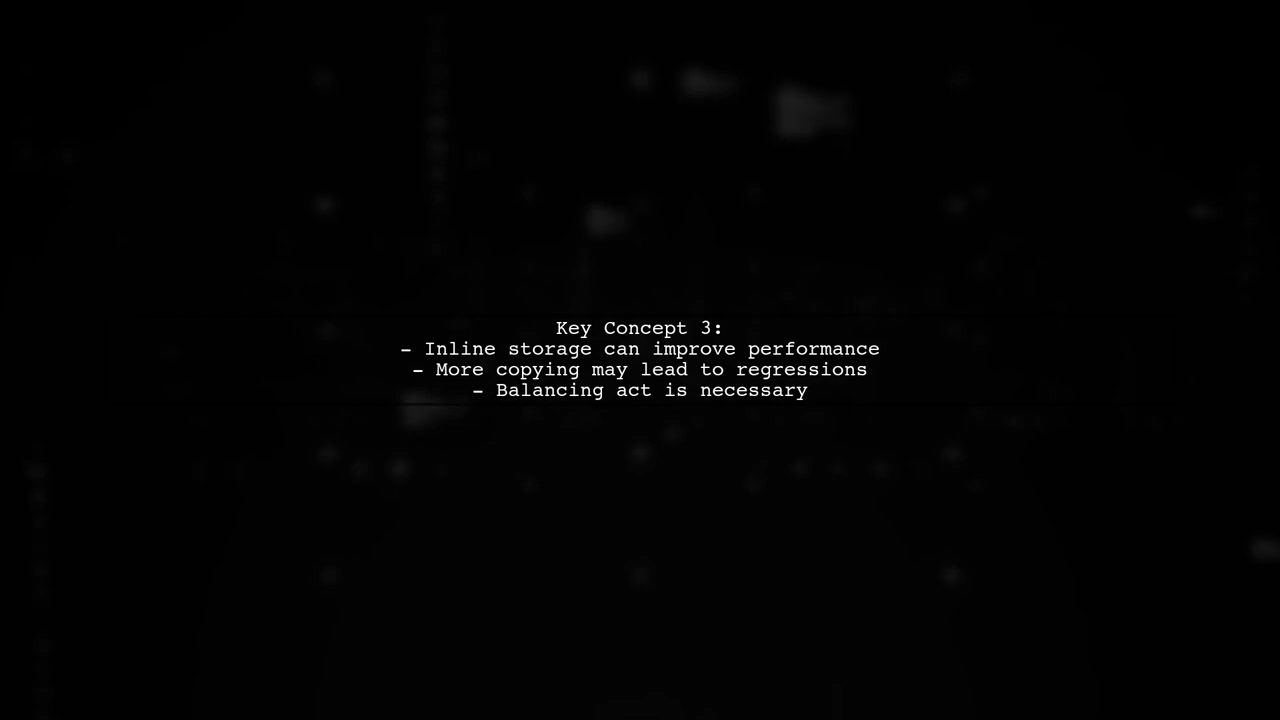 Key Concept 3:
- Inline storage can improve performance
- More copying may lead to regressions
- Balancing act is necessary